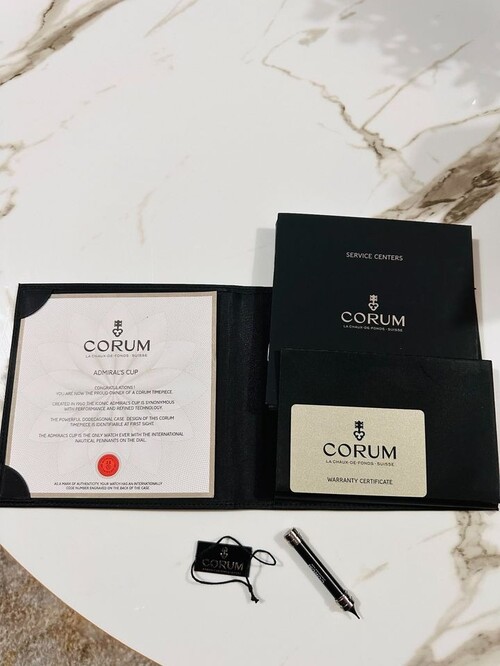 CORUM
LA CHAUX-DE-FONDS · SUISSE
ADMIRAL'S CUP
CONGRATULATIONS !
YOU ARE NOW THE PROUD OWNER OF A CORUM TIMEPIECE.
CREATED IN 1960, THE ICONIC ADMIRAL'S CUP IS SYNONYMOUS
WITH PERFORMANCE AND REFINED TECHNOLOGY.
THE POWERFUL DODECAGONAL CASE DESIGN OF THIS CORUM
TIMEPIECE IS IDENTIFIABLE AT FIRST SIGHT.
THE ADMIRAL'S CUP IS THE ONLY WATCH EVER WITH THE INTERNATIONAL
NAUTICAL PENNANTS ON THE DIAL.
AS A MARK OF AUTHENTICITY YOUR WATCH HAS AN INTERNATIONALLY
CODE NUMBER ENGRAVED ON THE BACK OF THE CASE
SERVICE CENTERS
CORUM
LA CHAUX-DE-FONDS · SUISSE
CORUM
LA CHAUX-DE-FONDS · SUISSE
WARRANTY CERTIFICATE
CORUM